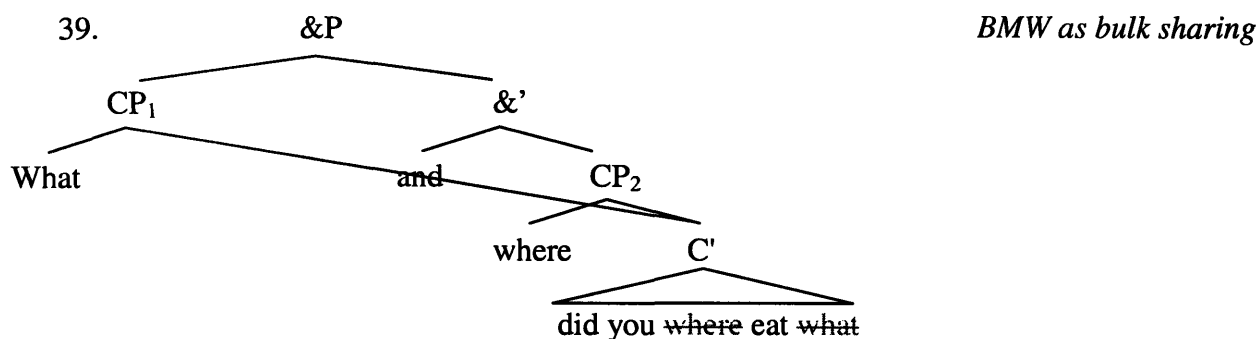 39. &P BMW as bulk sharing
CP₁ &’
What and CP₂
where C'
did you where eat what